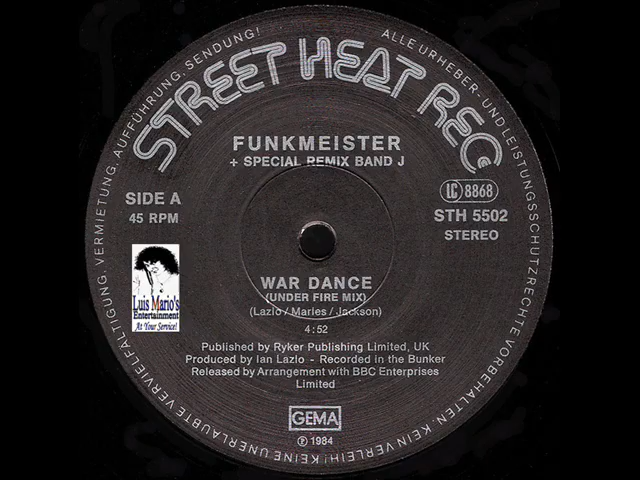 STREET HEAT REC
ALLE URHEBER- UND LEISTUNGSSCHUTZRECHTE VORBEHALTEN. KEIN VERLEIH! KEINE UNERLAUBTE VERVIELFÄLTIGUNG, VERMIETUNG, AUFFÜHRUNG, SENDUNG!
FUNKMEISTER
+ SPECIAL REMIX BAND J
SIDE A
45 RPM
LC 8868
STH 5502
STEREO
Luis Mario's
Entertainment
At Your Service!
WAR DANCE
(UNDER FIRE MIX)
(Lazlo / Marles / Jackson)
4:52
Published by Ryker Publishing Limited, UK
Produced by Ian Lazlo - Recorded in the Bunker
Released by Arrangement with BBC Enterprises
Limited
GEMA
℗ 1984